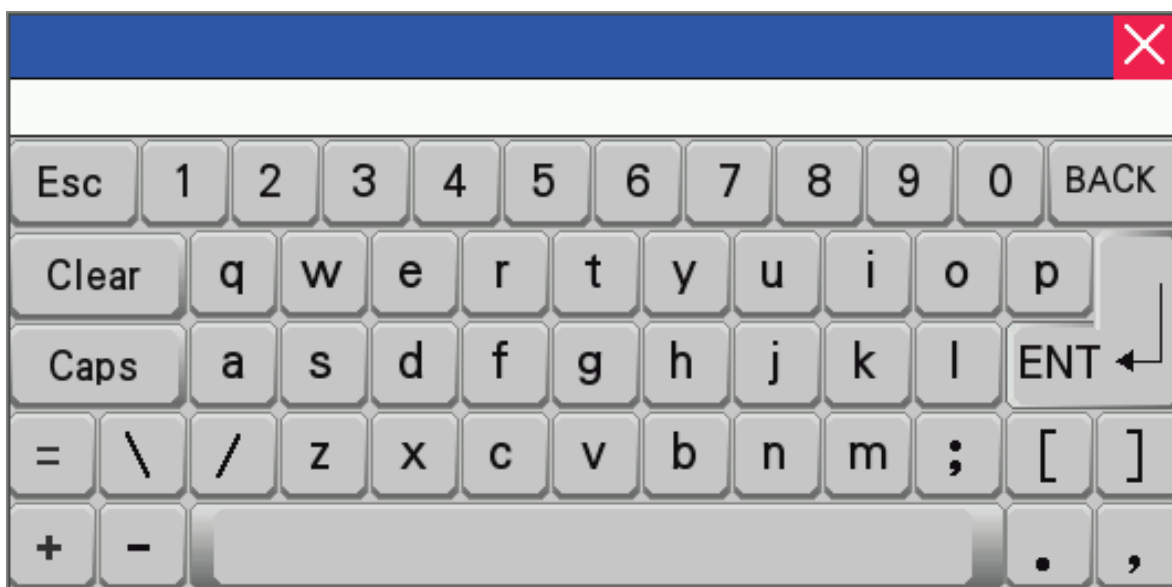 Esc 1 2 3 4 5 6 7 8 9 0 BACK
Clear q w e r t y u i o p
Caps a s d f g h j k l ENT
= \ / z x c v b n m ; [ ]
+ - . ,